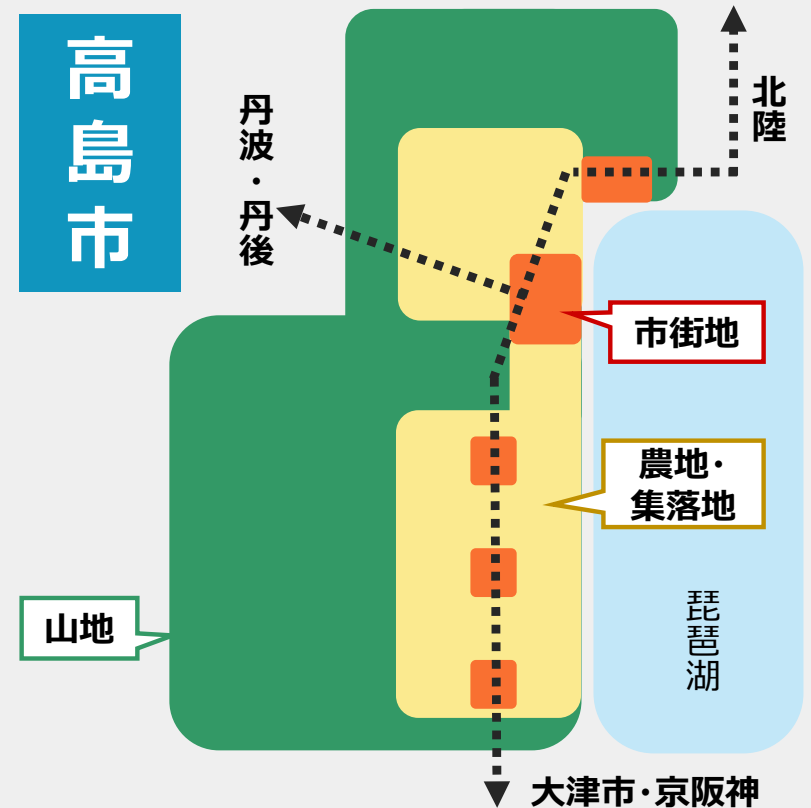 高島市
丹波・丹後
北陸
市街地
農地・
集落地
琵琶湖
山地
大津市・京阪神